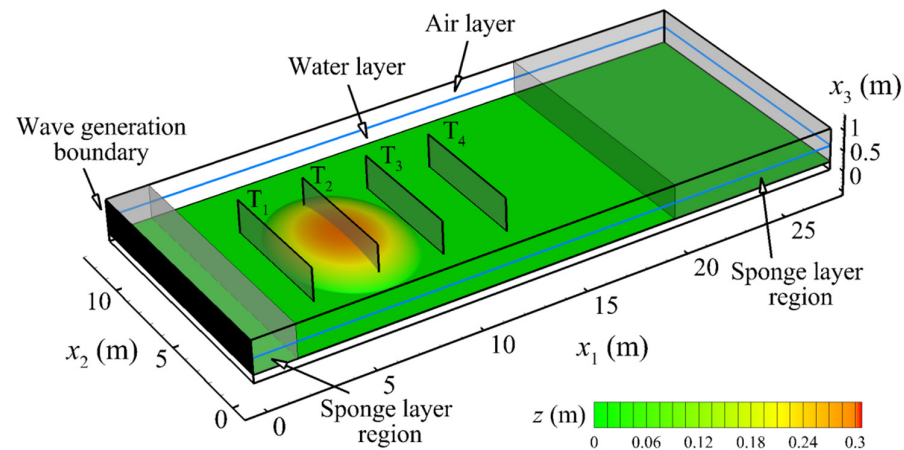 Air layer
Water layer
x₃ (m)
Wave generation
boundary
1
0.5
0
T₁
T₂
T₃
T₄
10
5
0
x₂ (m)
0
5
10
15
20
25
x₁ (m)
Sponge layer
region
Sponge layer
region
z (m)
0 0.06 0.12 0.18 0.24 0.3